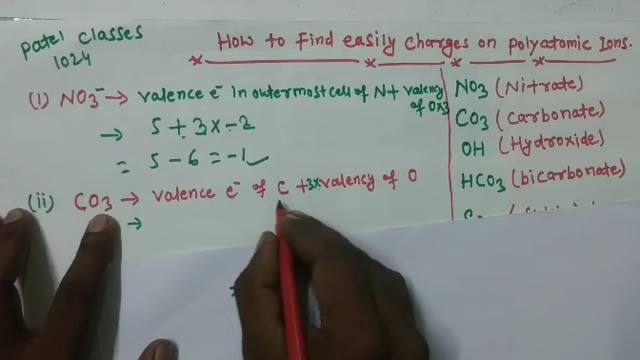 Patel Classes
1024
How to Find easily Charges on Polyatomic Ions.
(i) NO3⁻ → valence e⁻ in outermost cell of N + valency of O×3
→ 5 + 3x-2
= 5 - 6 = -1 ✓
(ii) CO3 → valence e⁻ of C + 3x valency of O
→
NO3 (Nitrate)
CO3 (Carbonate)
OH (Hydroxide)
HCO3 (bicarbonate)